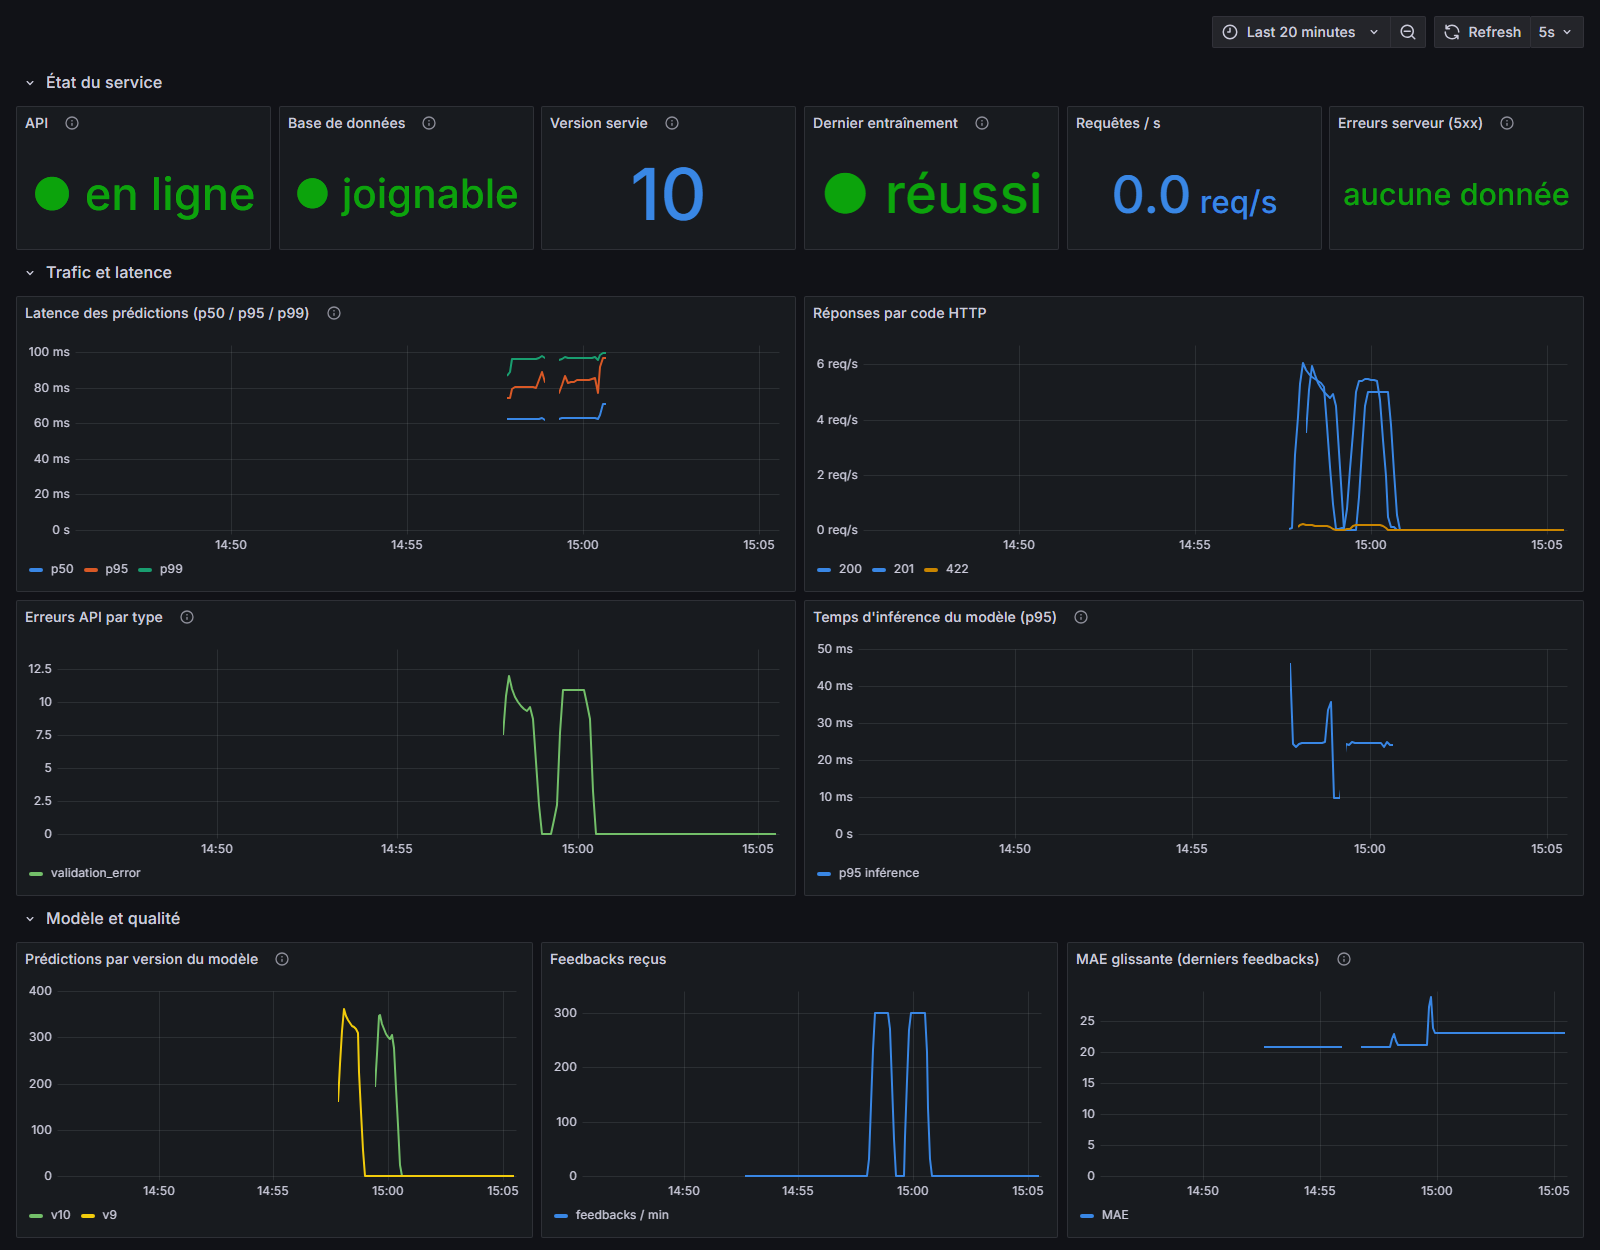 Last 20 minutes
Refresh
5s
État du service
API
Base de données
Version servie
Dernier entraînement
Requêtes / s
Erreurs serveur (5xx)
en ligne
joignable
10
réussi
0.0 req/s
aucune donnée
Trafic et latence
Latence des prédictions (p50 / p95 / p99)
100 ms
80 ms
60 ms
40 ms
20 ms
0 s
14:50
14:55
15:00
15:05
p50
p95
p99
Réponses par code HTTP
6 req/s
4 req/s
2 req/s
0 req/s
14:50
14:55
15:00
15:05
200
201
422
Erreurs API par type
12.5
10
7.5
5
2.5
0
14:50
14:55
15:00
15:05
validation_error
Temps d'inférence du modèle (p95)
50 ms
40 ms
30 ms
20 ms
10 ms
0 s
14:50
14:55
15:00
15:05
p95 inférence
Modèle et qualité
Prédictions par version du modèle
400
300
200
100
0
14:50
14:55
15:00
15:05
v10
v9
Feedbacks reçus
300
200
100
0
14:50
14:55
15:00
15:05
feedbacks / min
MAE glissante (derniers feedbacks)
25
20
15
10
5
0
14:50
14:55
15:00
15:05
MAE